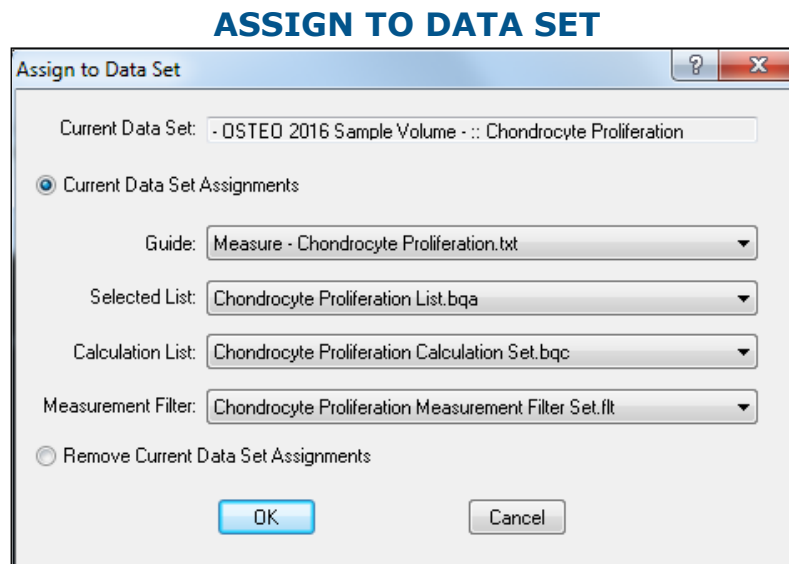 ASSIGN TO DATA SET
Assign to Data Set
? X
Current Data Set: - OSTEO 2016 Sample Volume - :: Chondrocyte Proliferation
Current Data Set Assignments
Guide: Measure - Chondrocyte Proliferation.txt
Selected List: Chondrocyte Proliferation List.bqa
Calculation List: Chondrocyte Proliferation Calculation Set.bqc
Measurement Filter: Chondrocyte Proliferation Measurement Filter Set.flt
Remove Current Data Set Assignments
OK Cancel